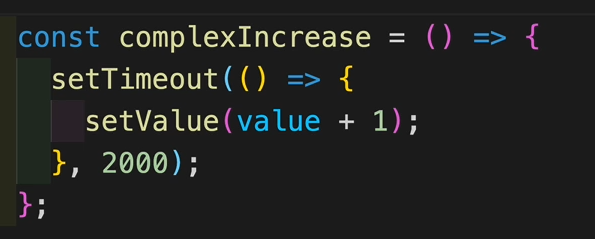 const complexIncrease = () => {
  setTimeout(() => {
    setValue(value + 1);
  }, 2000);
};